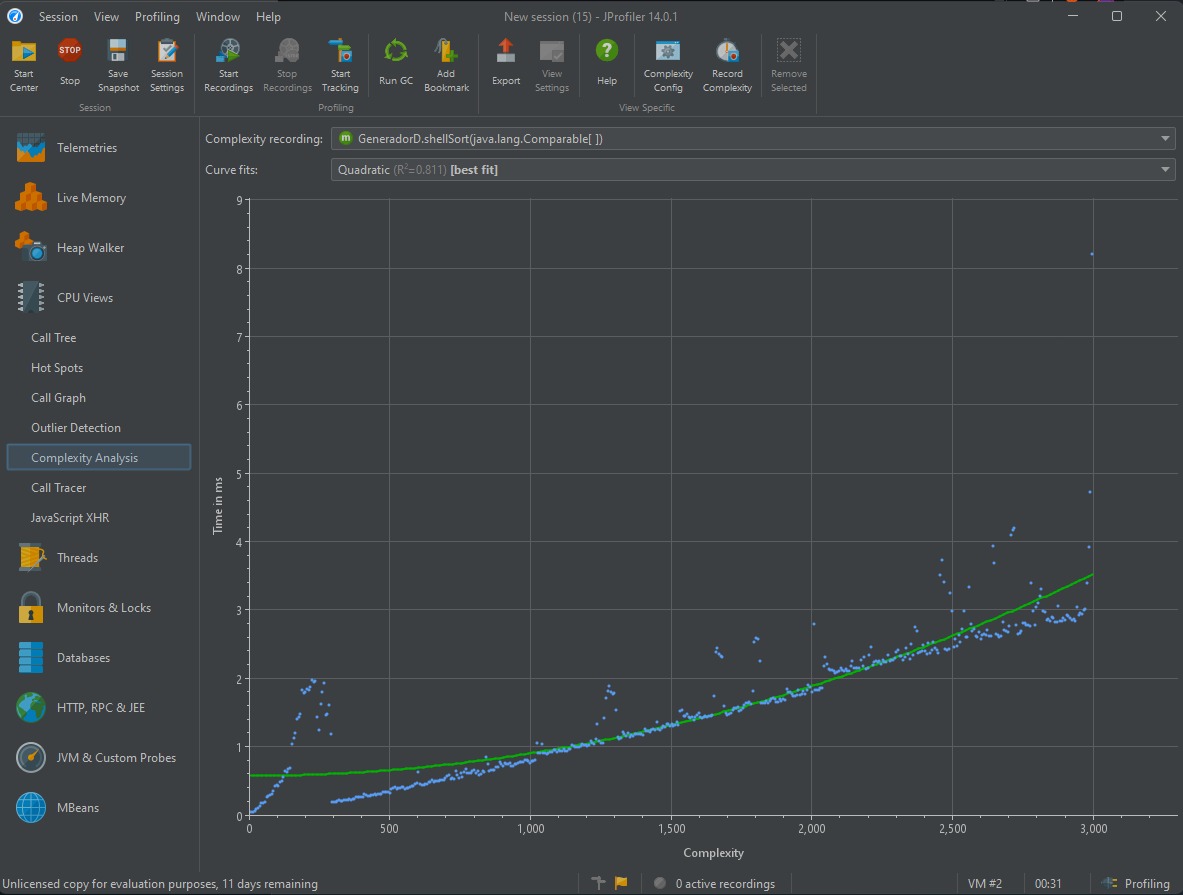 Session View Profiling Window Help New session (15) - JProfiler 14.0.1
Start Center
Stop
Save Snapshot
Session Settings
Start Recordings
Stop Recordings
Start Tracking
Run GC
Add Bookmark
Export
View Settings
Help
Complexity Config
Record Complexity
Remove Selected
Session Profiling View Specific
Telemetries
Live Memory
Heap Walker
CPU Views
Call Tree
Hot Spots
Call Graph
Outlier Detection
Complexity Analysis
Call Tracer
JavaScript XHR
Threads
Monitors & Locks
Databases
HTTP, RPC & JEE
JVM & Custom Probes
MBeans
Complexity recording: m GeneradorD.shellSort(java.lang.Comparable[ ])
Curve fits: Quadratic (R²=0.811) [best fit]
9
8
7
6
5
4
3
2
1
0
Time in ms
0 500 1,000 1,500 2,000 2,500 3,000
Complexity
Unlicensed copy for evaluation purposes, 11 days remaining 0 active recordings VM #2 00:31 Profiling